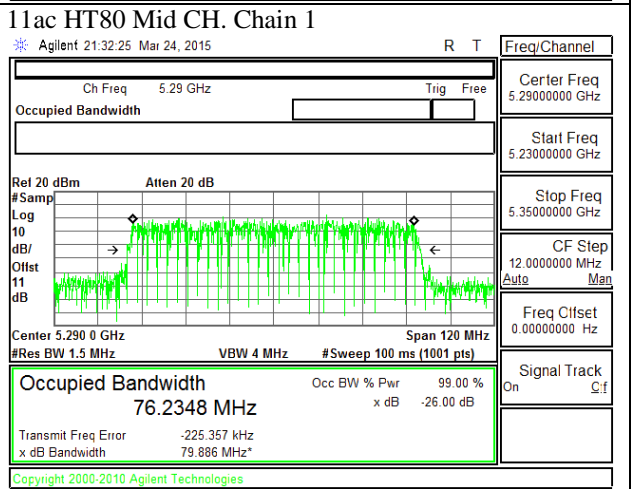 11ac HT80 Mid CH. Chain 1
Agilent 21:32:25 Mar 24, 2015 R T Freq/Channel
Ch Freq 5.29 GHz Trig Free
Occupied Bandwidth
Center Freq
5.29000000 GHz
Start Freq
5.23000000 GHz
Stop Freq
5.35000000 GHz
CF Step
12.0000000 MHz
Auto Man
Freq Offset
0.00000000 Hz
Signal Track
On Off
Ref 20 dBm Atten 20 dB
#Samp
Log
10
dB/
Offst
11
dB
Center 5.290 0 GHz Span 120 MHz
#Res BW 1.5 MHz VBW 4 MHz #Sweep 100 ms (1001 pts)
Occupied Bandwidth Occ BW % Pwr 99.00 %
76.2348 MHz x dB -26.00 dB
Transmit Freq Error -225.357 kHz
x dB Bandwidth 79.886 MHz*
Copyright 2000-2010 Agilent Technologies